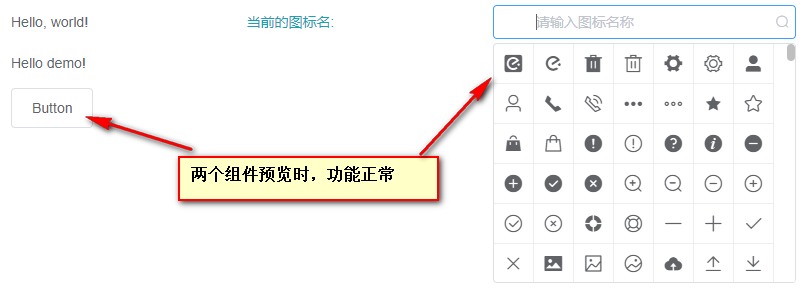 Hello, world!
当前的图标名:
请输入图标名称
Hello demo!
Button
两个组件预览时，功能正常